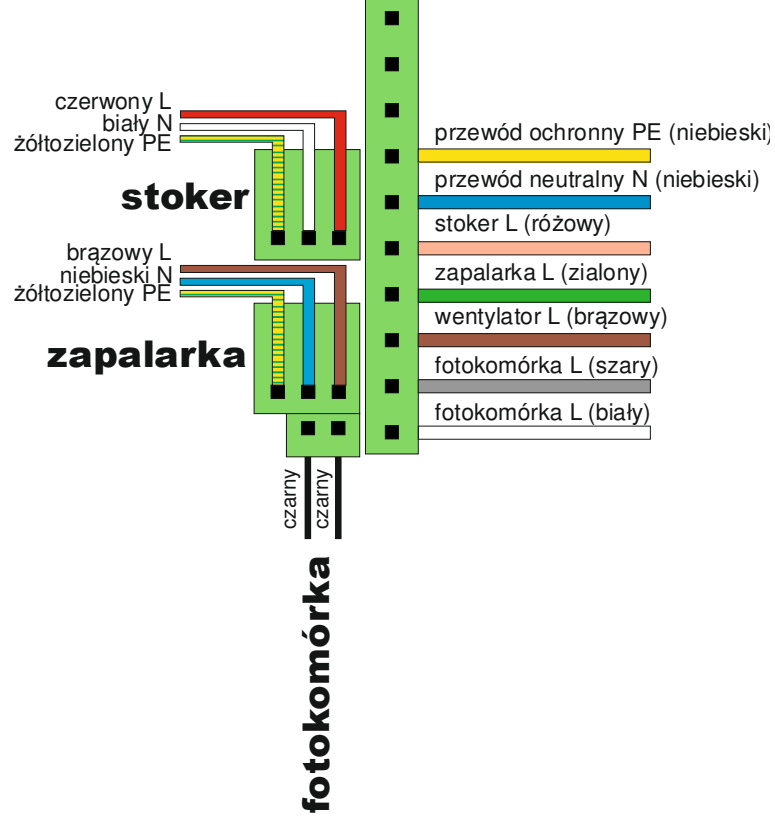 czerwony L
biały N
żółtozielony PE
stoker
brązowy L
niebieski N
żółtozielony PE
zapalarka
czarny
czarny
fotokomórka
przewód ochronny PE (niebieski)
przewód neutralny N (niebieski)
stoker L (różowy)
zapalarka L (zialony)
wentylator L (brązowy)
fotokomórka L (szary)
fotokomórka L (biały)